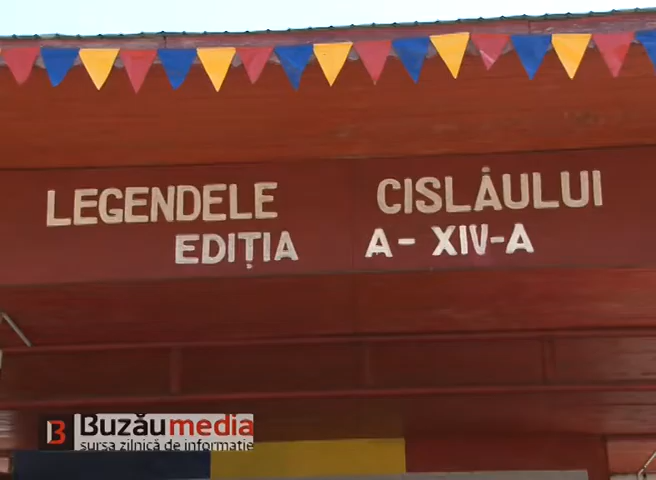 LEGENDELE CISLĂULUI
EDIȚIA A-XIV-A
B Buzăumedia
sursa zilnică de informație